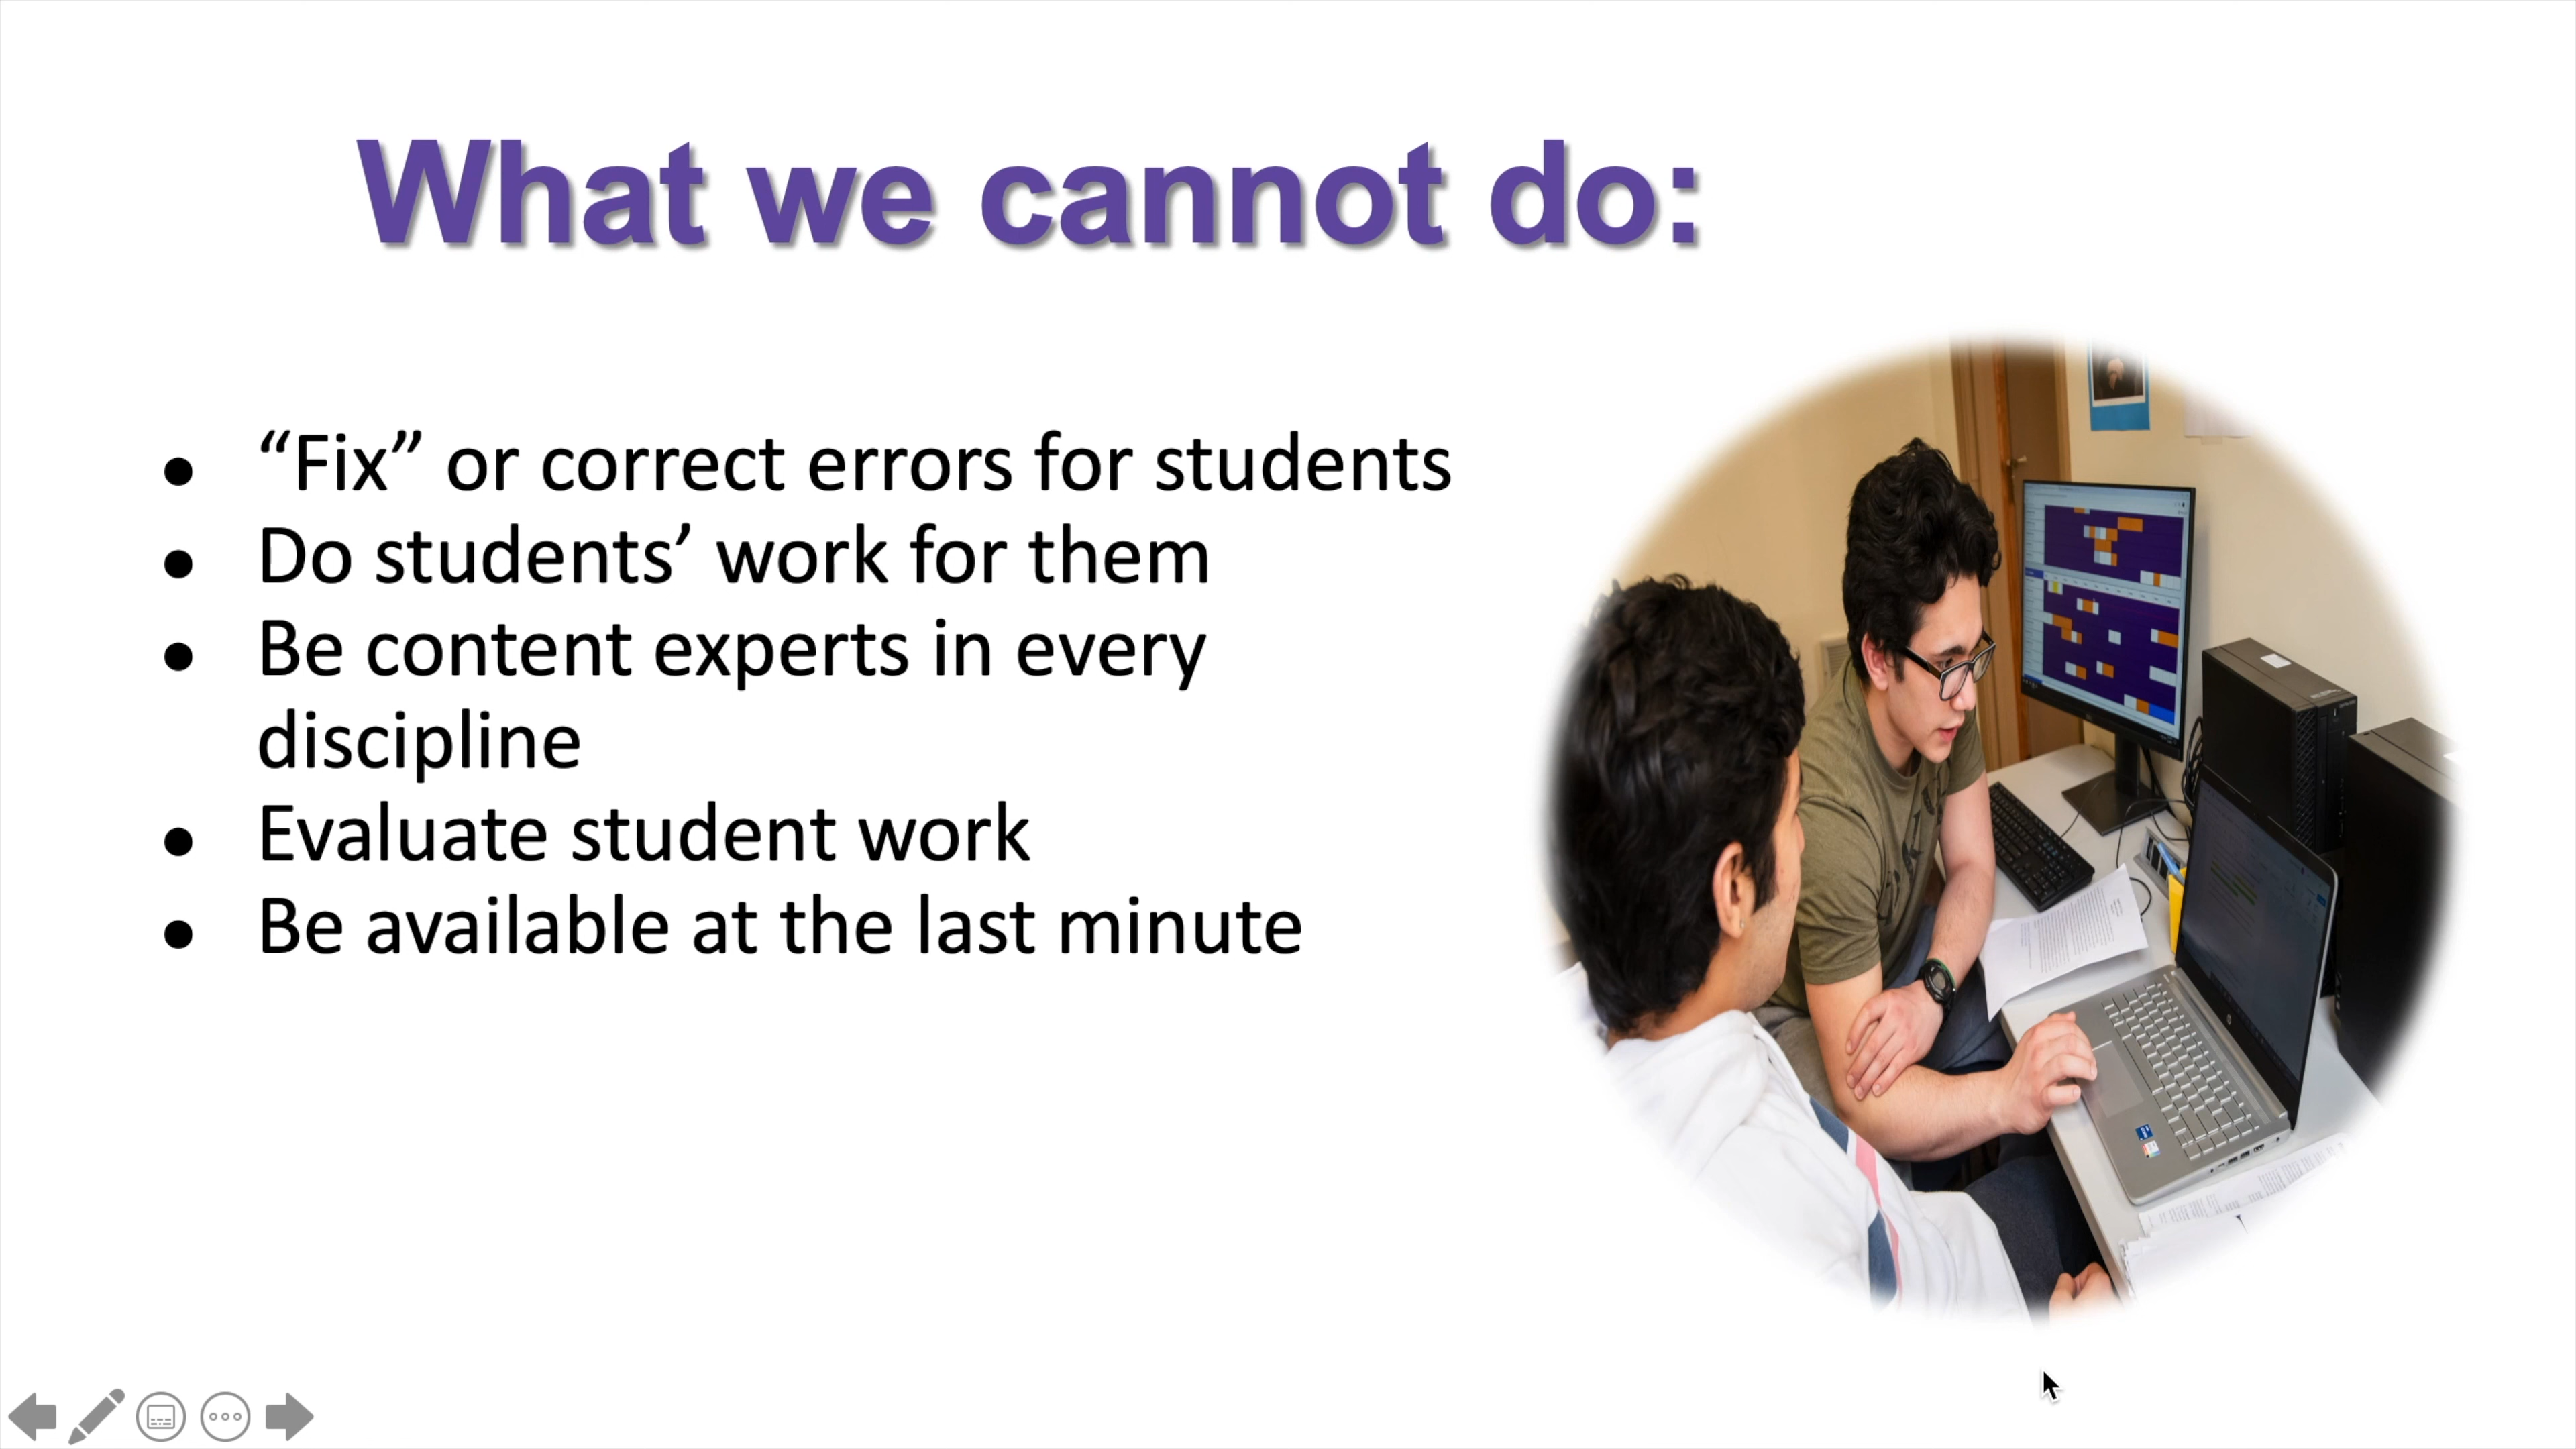 What we cannot do:
● “Fix” or correct errors for students
● Do students’ work for them
● Be content experts in every
discipline
● Evaluate student work
● Be available at the last minute